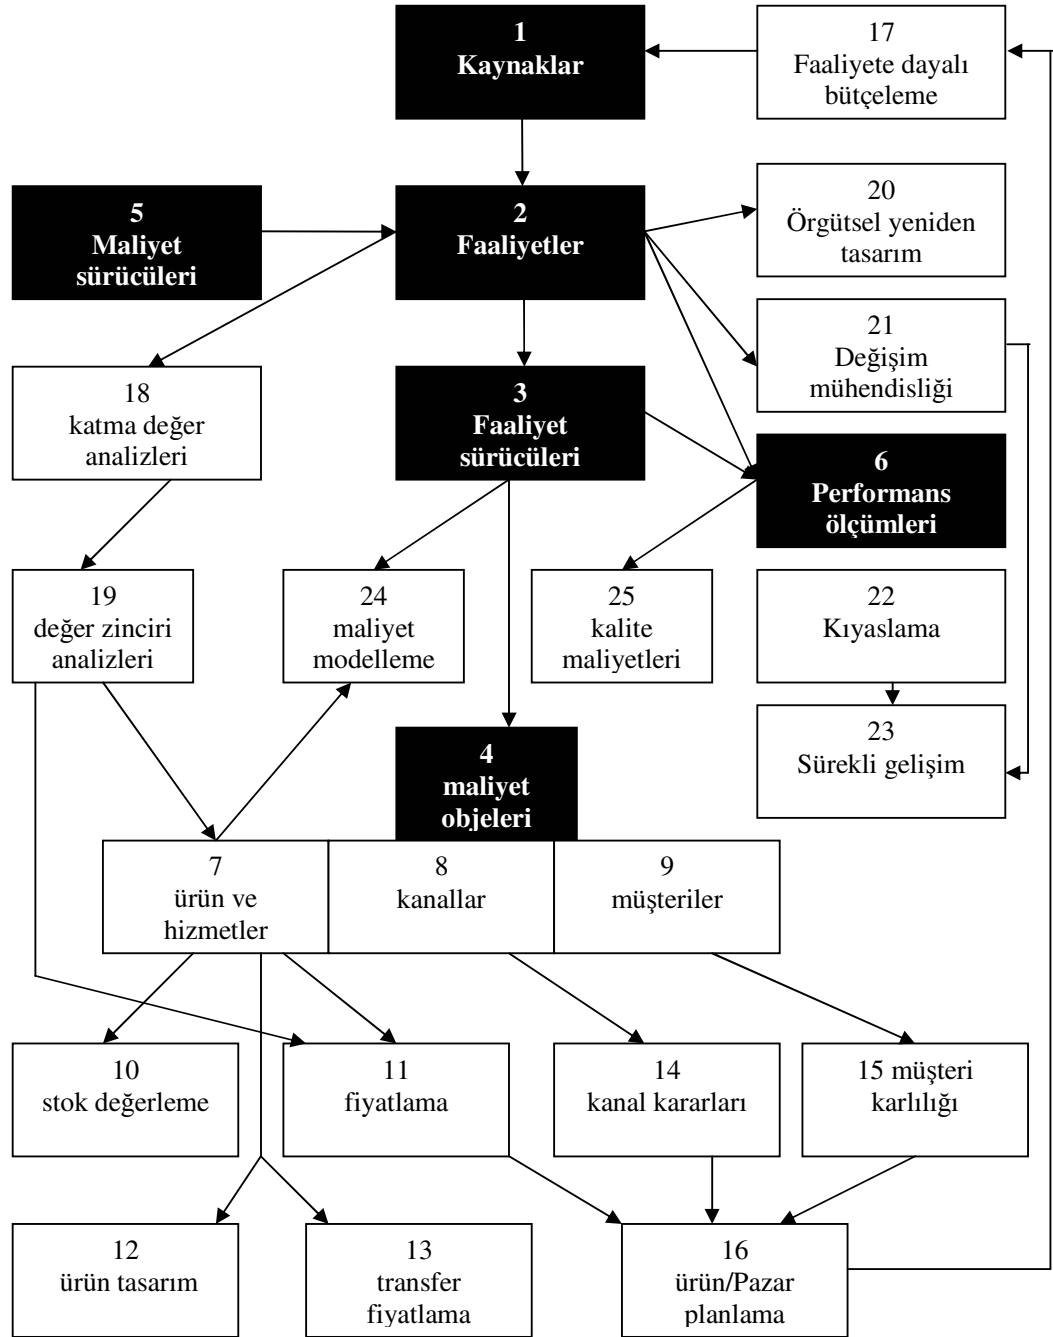 1
Kaynaklar
17
Faaliyete dayalı
bütçeleme
5
Maliyet
sürücüleri
2
Faaliyetler
20
Örgütsel yeniden
tasarım
21
Değişim
mühendisliği
18
katma değer
analizleri
3
Faaliyet
sürücüleri
6
Performans
ölçümleri
19
değer zinciri
analizleri
24
maliyet
modelleme
25
kalite
maliyetleri
22
Kıyaslama
23
Sürekli gelişim
4
maliyet
objeleri
7
ürün ve
hizmetler
8
kanallar
9
müşteriler
10
stok değerleme
11
fiyatlama
14
kanal kararları
15 müşteri
karlılığı
12
ürün tasarım
13
transfer
fiyatlama
16
ürün/Pazar
planlama